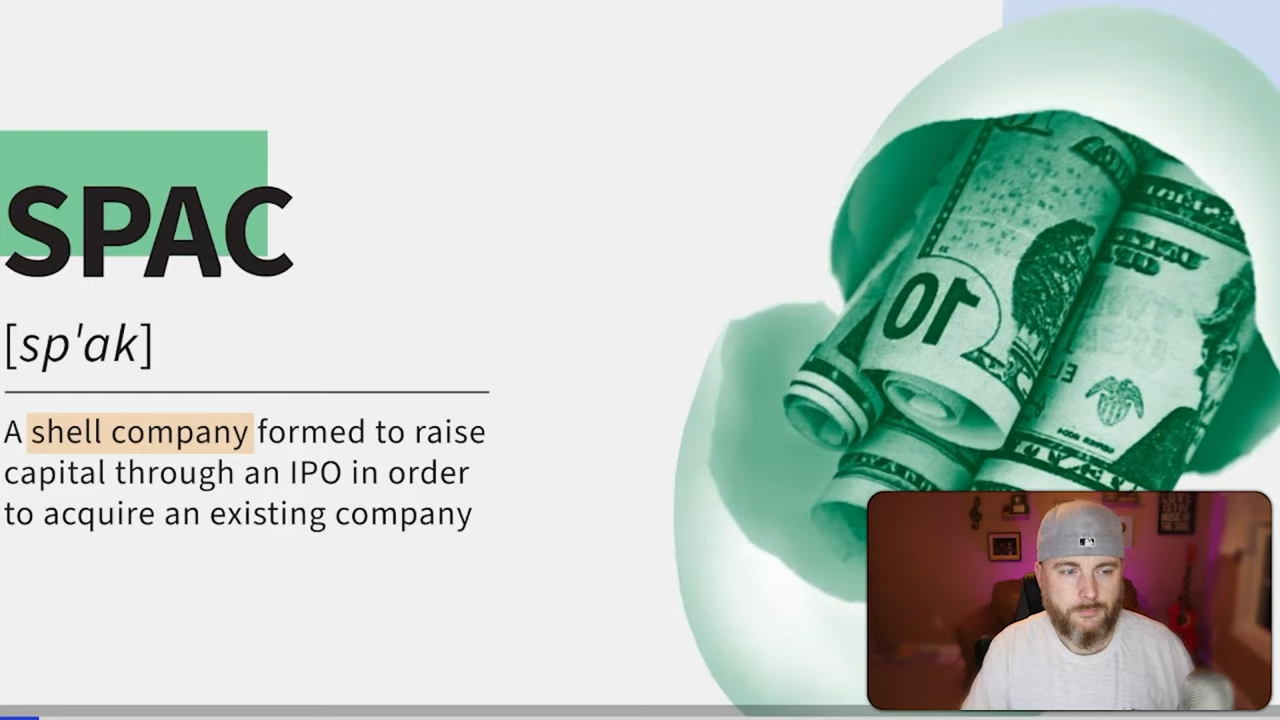 SPAC
[sp'ak]
A shell company formed to raise
capital through an IPO in order
to acquire an existing company
10